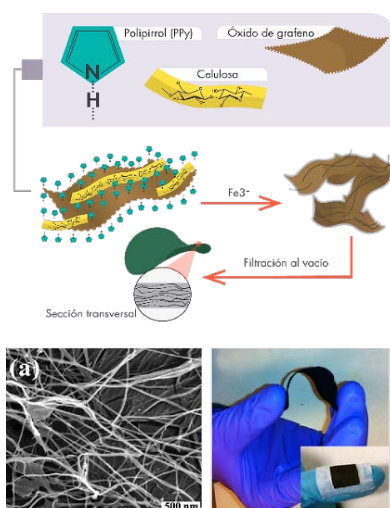 Polipirrol (PPy)
Óxido de grafeno
Celulosa
N
H
Fe3-
Filtración al vacío
Sección transversal
(a)
500 nm